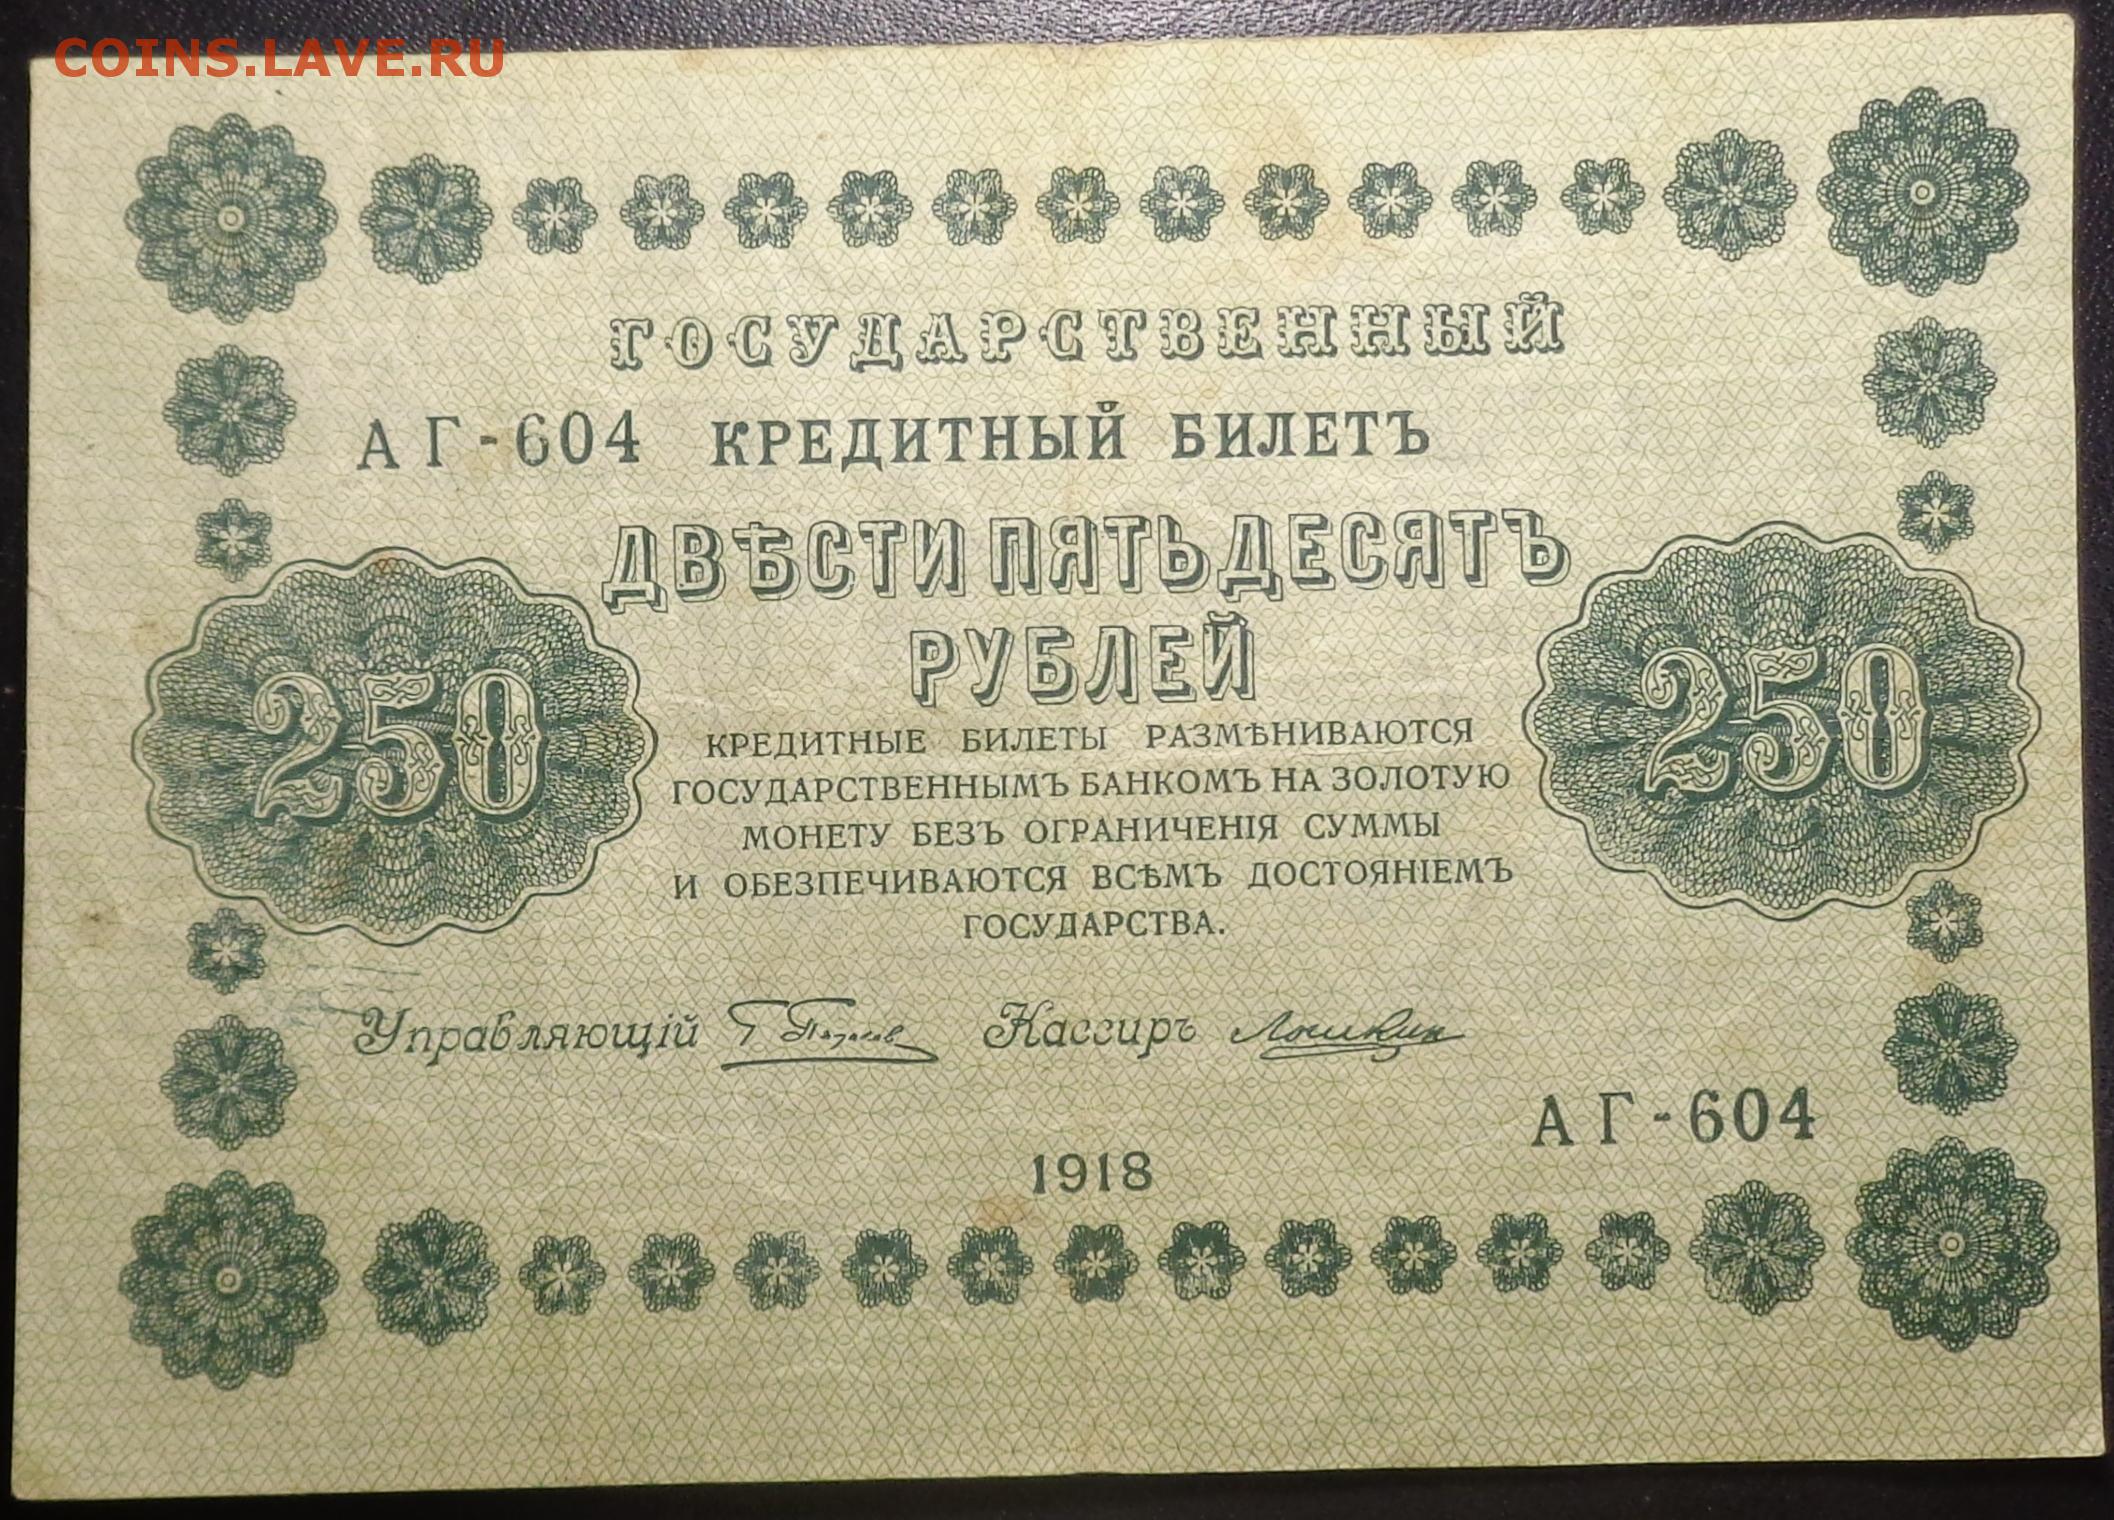 COINS.LAVE.RU
ГОСУДАРСТВЕННЫЙ
АГ-604 КРЕДИТНЫЙ БИЛЕТЪ
ДВѢСТИ ПЯТЬДЕСЯТЪ
РУБЛЕЙ
250
250
КРЕДИТНЫЕ БИЛЕТЫ РАЗМѢНИВАЮТСЯ
ГОСУДАРСТВЕННЫМЪ БАНКОМЪ НА ЗОЛОТУЮ
МОНЕТУ БЕЗЪ ОГРАНИЧЕНІЯ СУММЫ
И ОБЕЗПЕЧИВАЮТСЯ ВСѢМЪ ДОСТОЯНІЕМЪ
ГОСУДАРСТВА.
Управляющій Кассиръ
АГ-604
1918